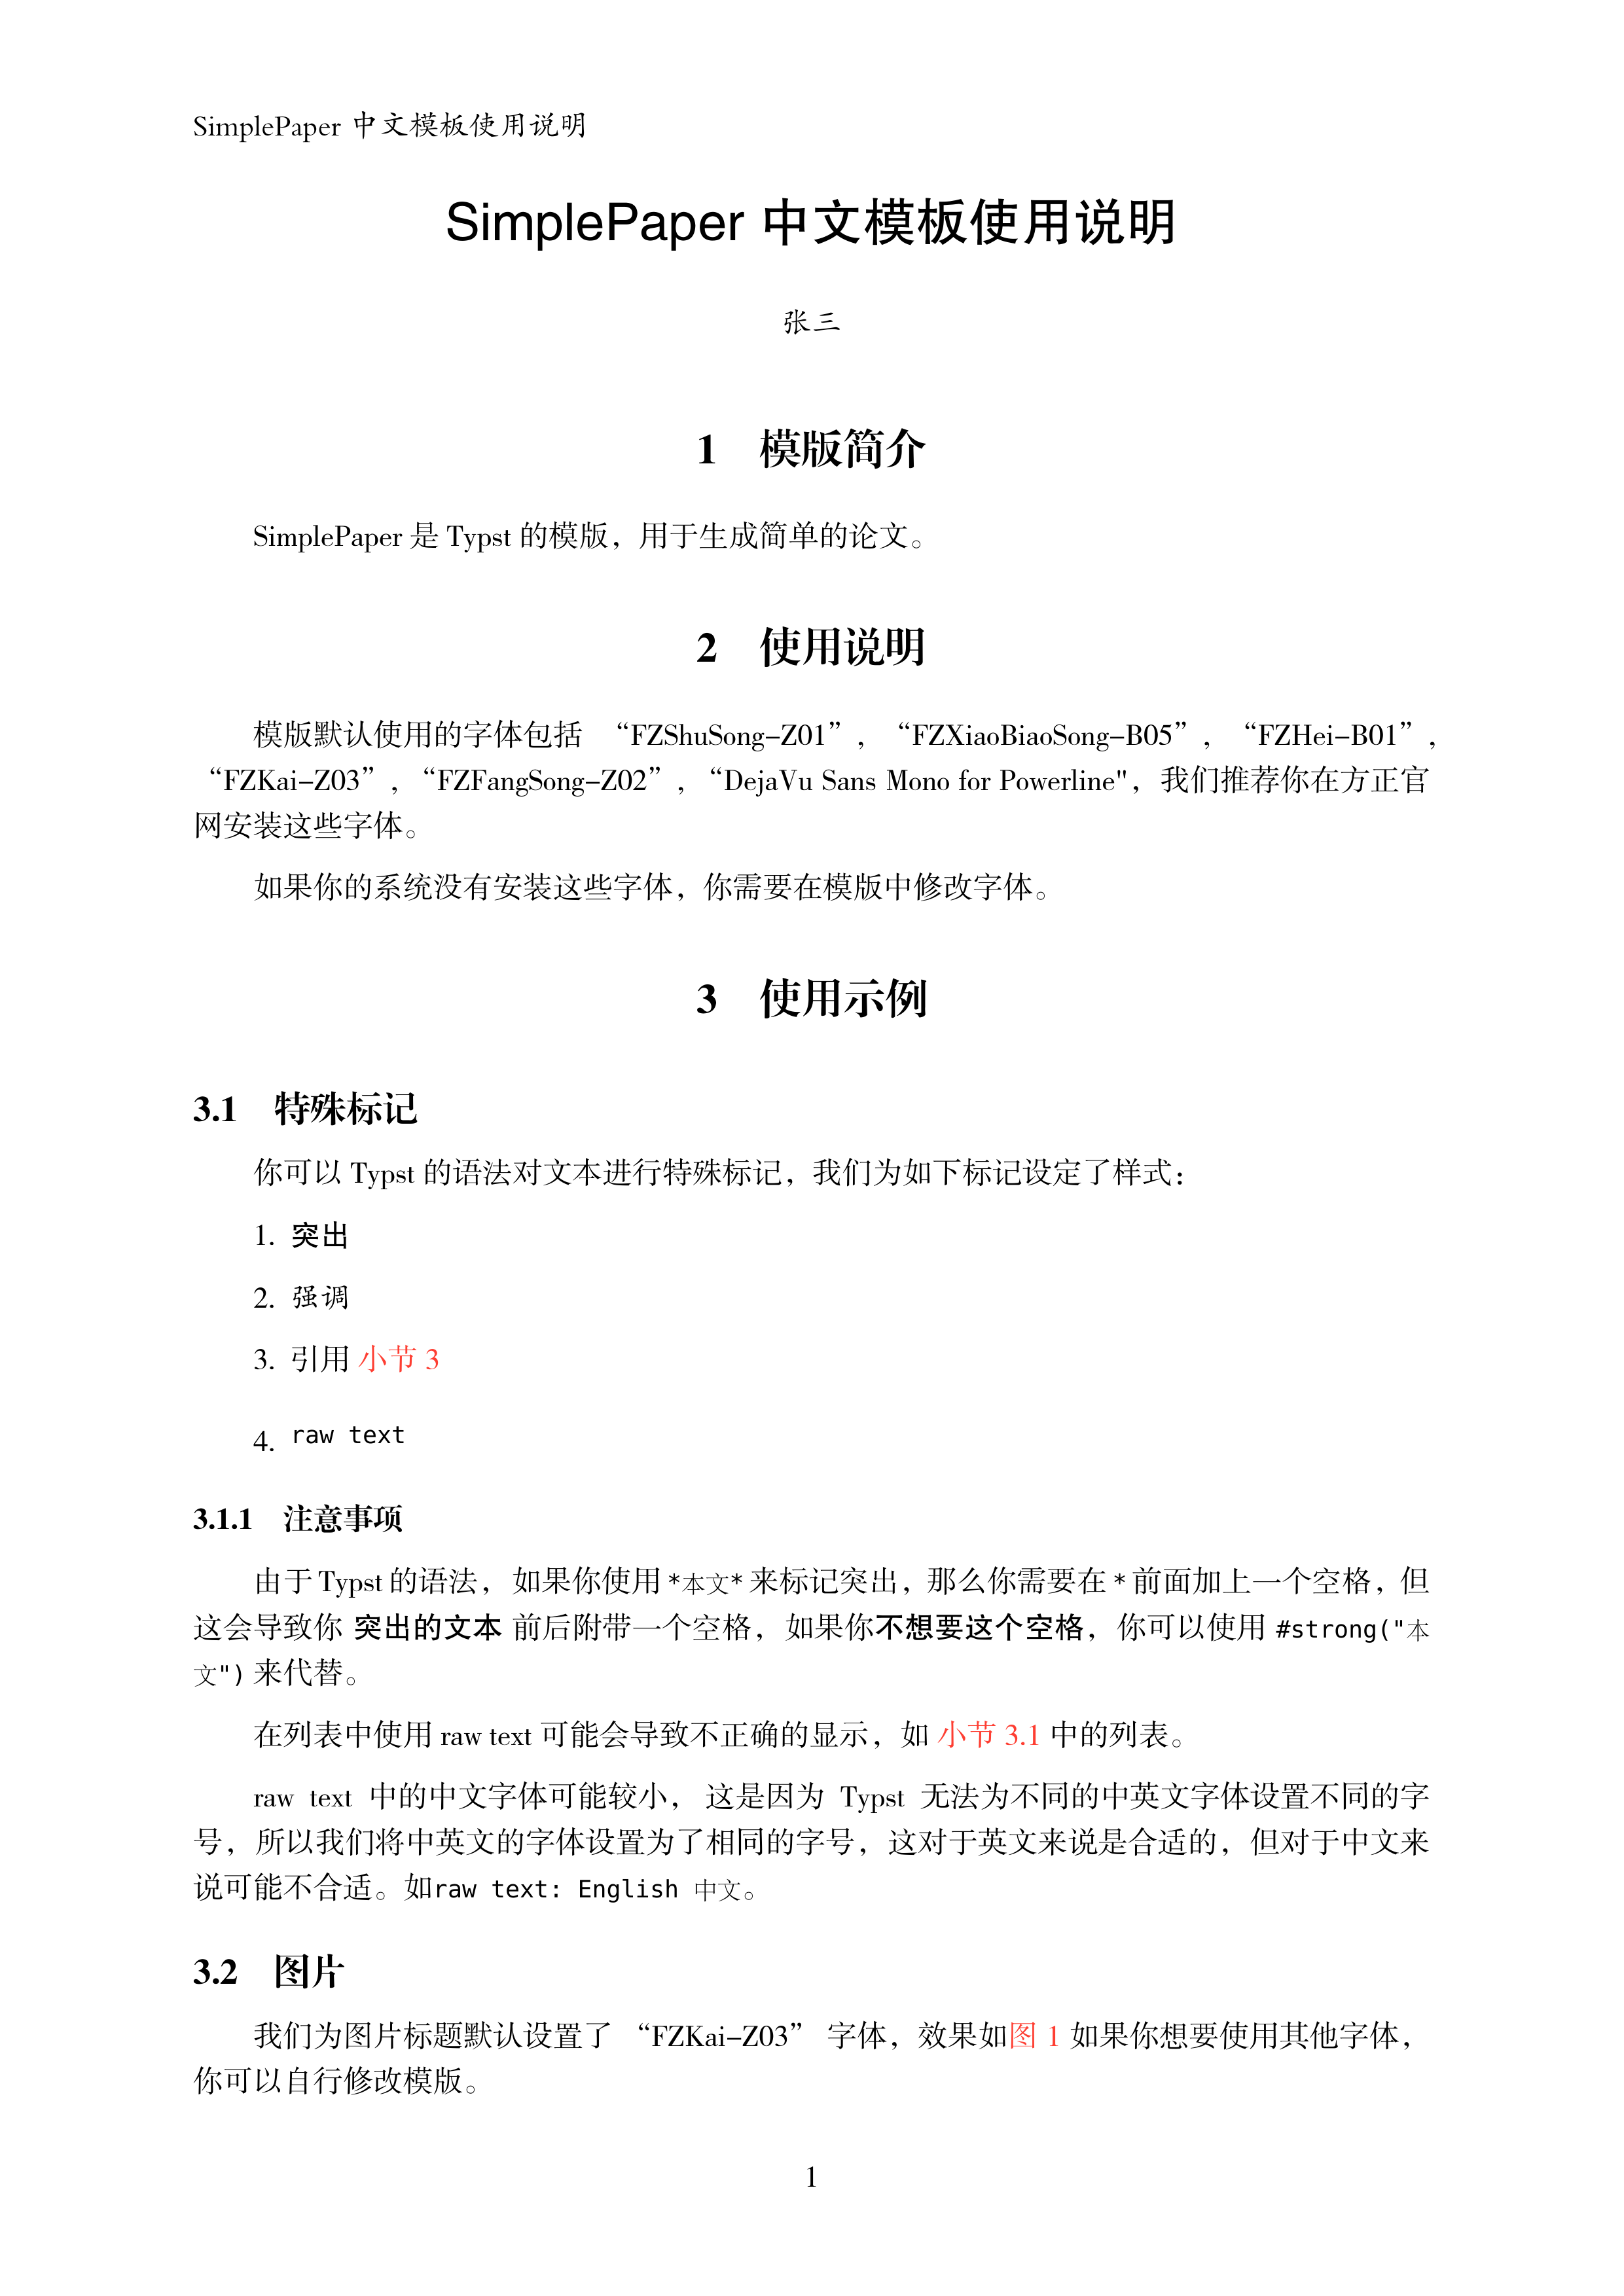 SimplePaper 中文模板使用说明
SimplePaper 中文模板使用说明
张三
1 模版简介
SimplePaper 是 Typst 的模版，用于生成简单的论文。
2 使用说明
模版默认使用的字体包括 “FZShuSong-Z01”, “FZXiaoBiaoSong-B05”, “FZHei-B01”,
“FZKai-Z03”, “FZFangSong-Z02”, “DejaVu Sans Mono for Powerline"，我们推荐你在方正官
网安装这些字体。
如果你的系统没有安装这些字体，你需要在模版中修改字体。
3 使用示例
3.1 特殊标记
你可以 Typst 的语法对文本进行特殊标记，我们为如下标记设定了样式：
1. 突出
2. 强调
3. 引用 小节 3
4. raw text
3.1.1 注意事项
由于 Typst 的语法，如果你使用 *本文* 来标记突出，那么你需要在 * 前面加上一个空格，但
这会导致你 突出的文本 前后附带一个空格，如果你不想要这个空格，你可以使用 #strong("本
文") 来代替。
在列表中使用 raw text 可能会导致不正确的显示，如 小节 3.1 中的列表。
raw text 中的中文字体可能较小，这是因为 Typst 无法为不同的中英文字体设置不同的字
号，所以我们将中英文的字体设置为了相同的字号，这对于英文来说是合适的，但对于中文来
说可能不合适。如raw text: English 中文。
3.2 图片
我们为图片标题默认设置了 “FZKai-Z03” 字体，效果如图 1 如果你想要使用其他字体，
你可以自行修改模版。
1